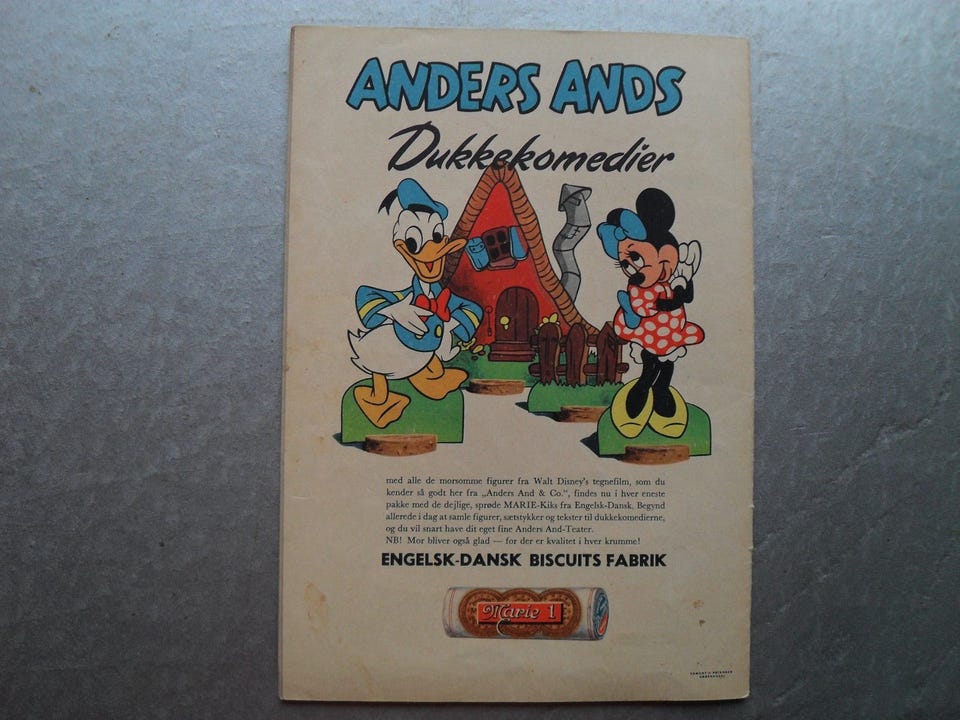 ANDERS ANDS
Dukkekomedier
med alle de morsomme figurer fra Walt Disney's tegnefilm, som du
kender så godt her fra „Anders And & Co.", findes nu i hver eneste
pakke med de dejlige, sprøde MARIE-Kiks fra Engelsk-Dansk. Begynd
allerede i dag at samle figurer, sætstykker og tekster til dukkekomedierne,
og du vil snart have dit eget fine Anders And-Teater.
NB! Mor bliver også glad — for der er kvalitet i hver krumme!
ENGELSK-DANSK BISCUITS FABRIK
Marie 1